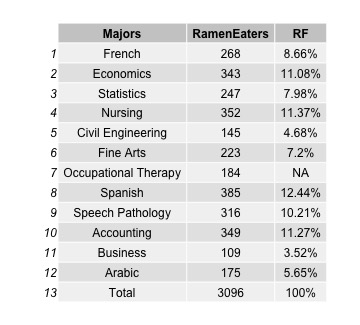 Majors RamenEaters RF
1 French 268 8.66%
2 Economics 343 11.08%
3 Statistics 247 7.98%
4 Nursing 352 11.37%
5 Civil Engineering 145 4.68%
6 Fine Arts 223 7.2%
7 Occupational Therapy 184 NA
8 Spanish 385 12.44%
9 Speech Pathology 316 10.21%
10 Accounting 349 11.27%
11 Business 109 3.52%
12 Arabic 175 5.65%
13 Total 3096 100%